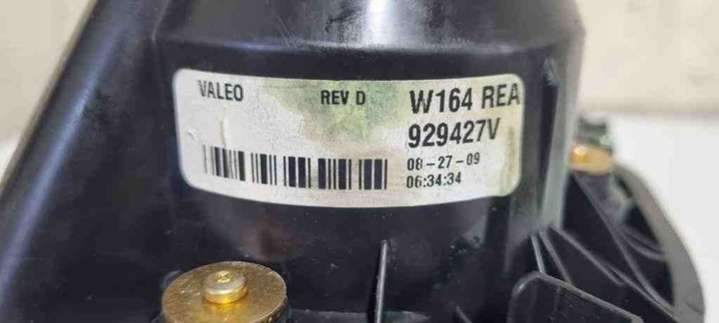 VALEO REV D W164 REA
929427V
08-27-09
06:34:34